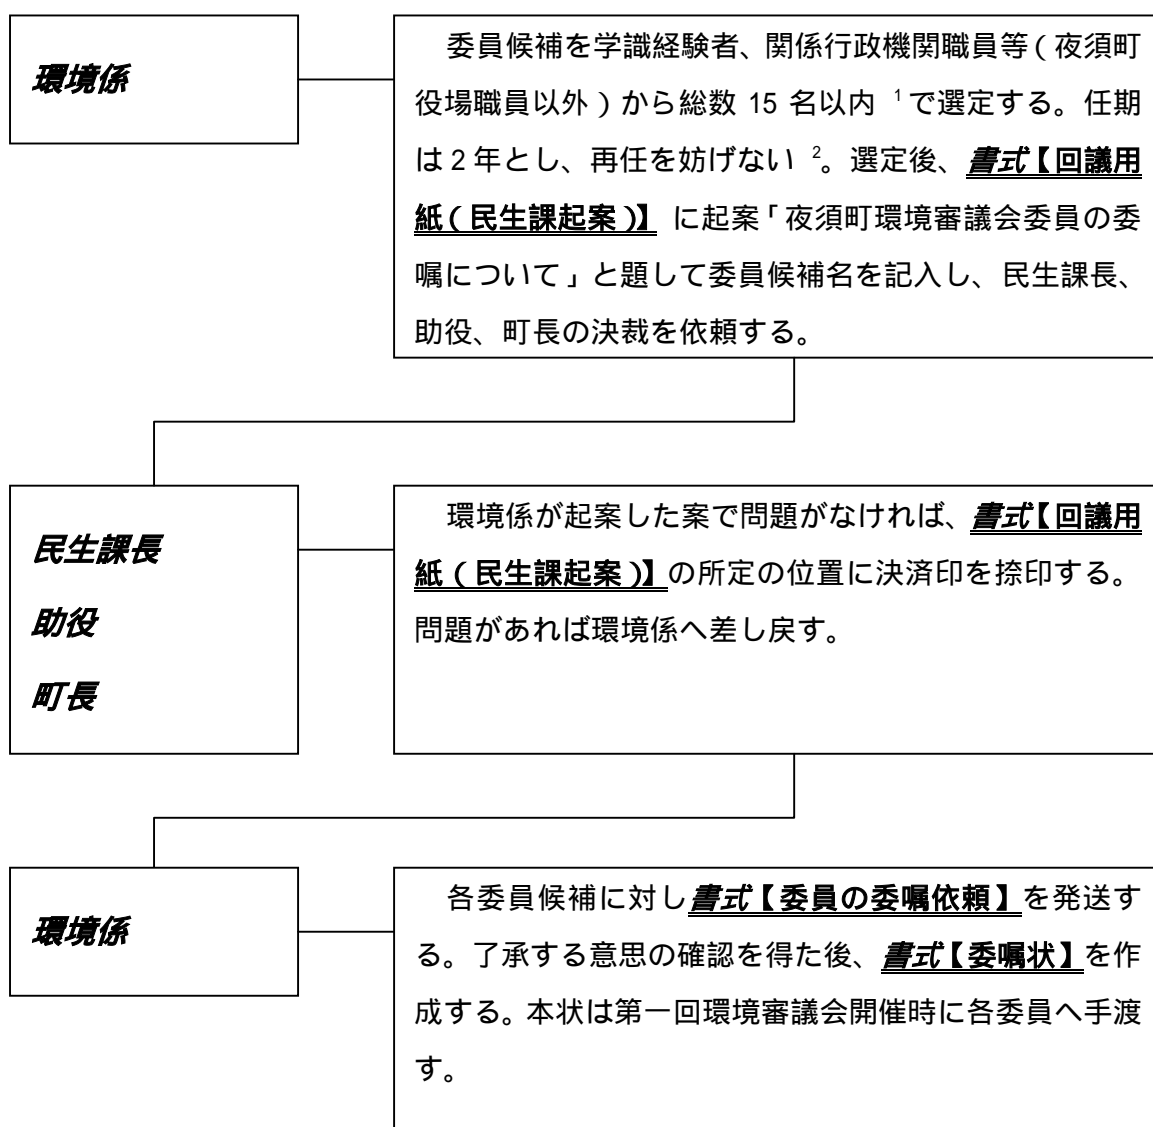 環境係
委員候補を学識経験者、関係行政機関職員等(夜須町
役場職員以外)から総数 15 名以内 1で選定する。任期
は2年とし、再任を妨げない 2。選定後、書式【回議用
紙(民生課起案)】 に起案「夜須町環境審議会委員の委
嘱について」と題して委員候補名を記入し、民生課長、
助役、町長の決裁を依頼する。
民生課長
助役
町長
環境係が起案した案で問題がなければ、書式【回議用
紙(民生課起案)】の所定の位置に決済印を捺印する。
問題があれば環境係へ差し戻す。
環境係
各委員候補に対し書式【委員の委嘱依頼】を発送す
る。了承する意思の確認を得た後、書式【委嘱状】を作
成する。本状は第一回環境審議会開催時に各委員へ手渡
す。